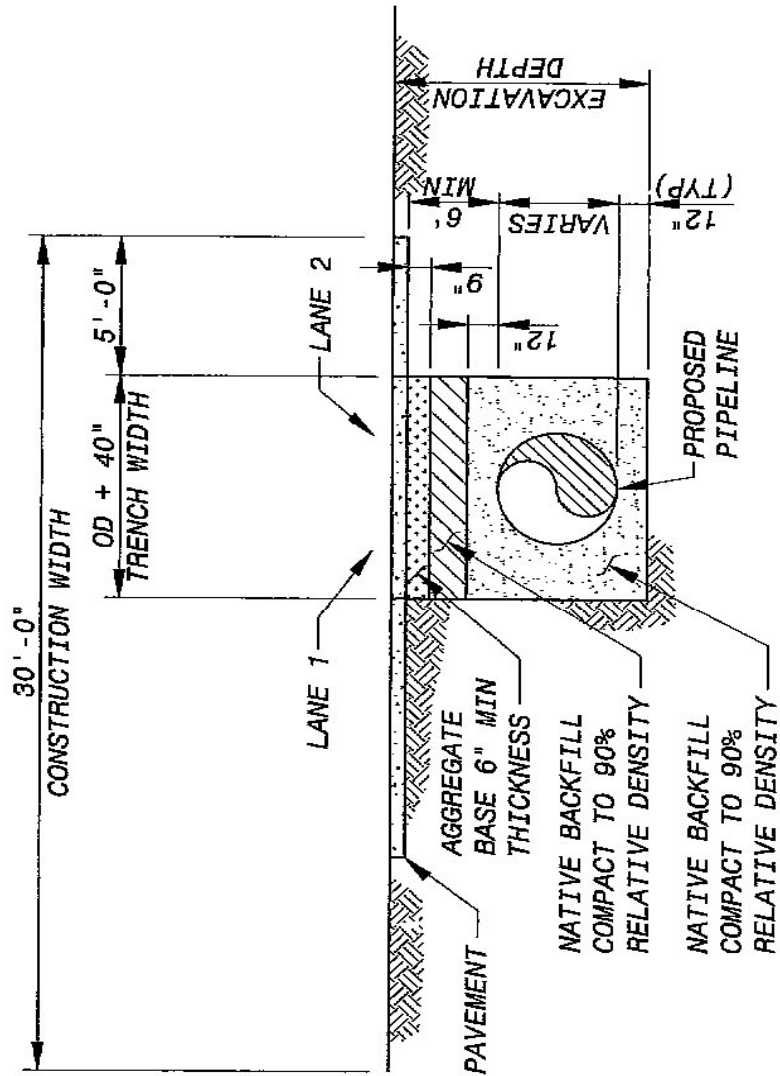 30'-0"
CONSTRUCTION WIDTH
OD + 40"
TRENCH WIDTH
5'-0"
LANE 1
LANE 2
9"
12"
6'
MIN
VARIES
12"
(TYP)
EXCAVATION
DEPTH
PAVEMENT
AGGREGATE
BASE 6" MIN
THICKNESS
NATIVE BACKFILL
COMPACT TO 90%
RELATIVE DENSITY
NATIVE BACKFILL
COMPACT TO 90%
RELATIVE DENSITY
PROPOSED
PIPELINE